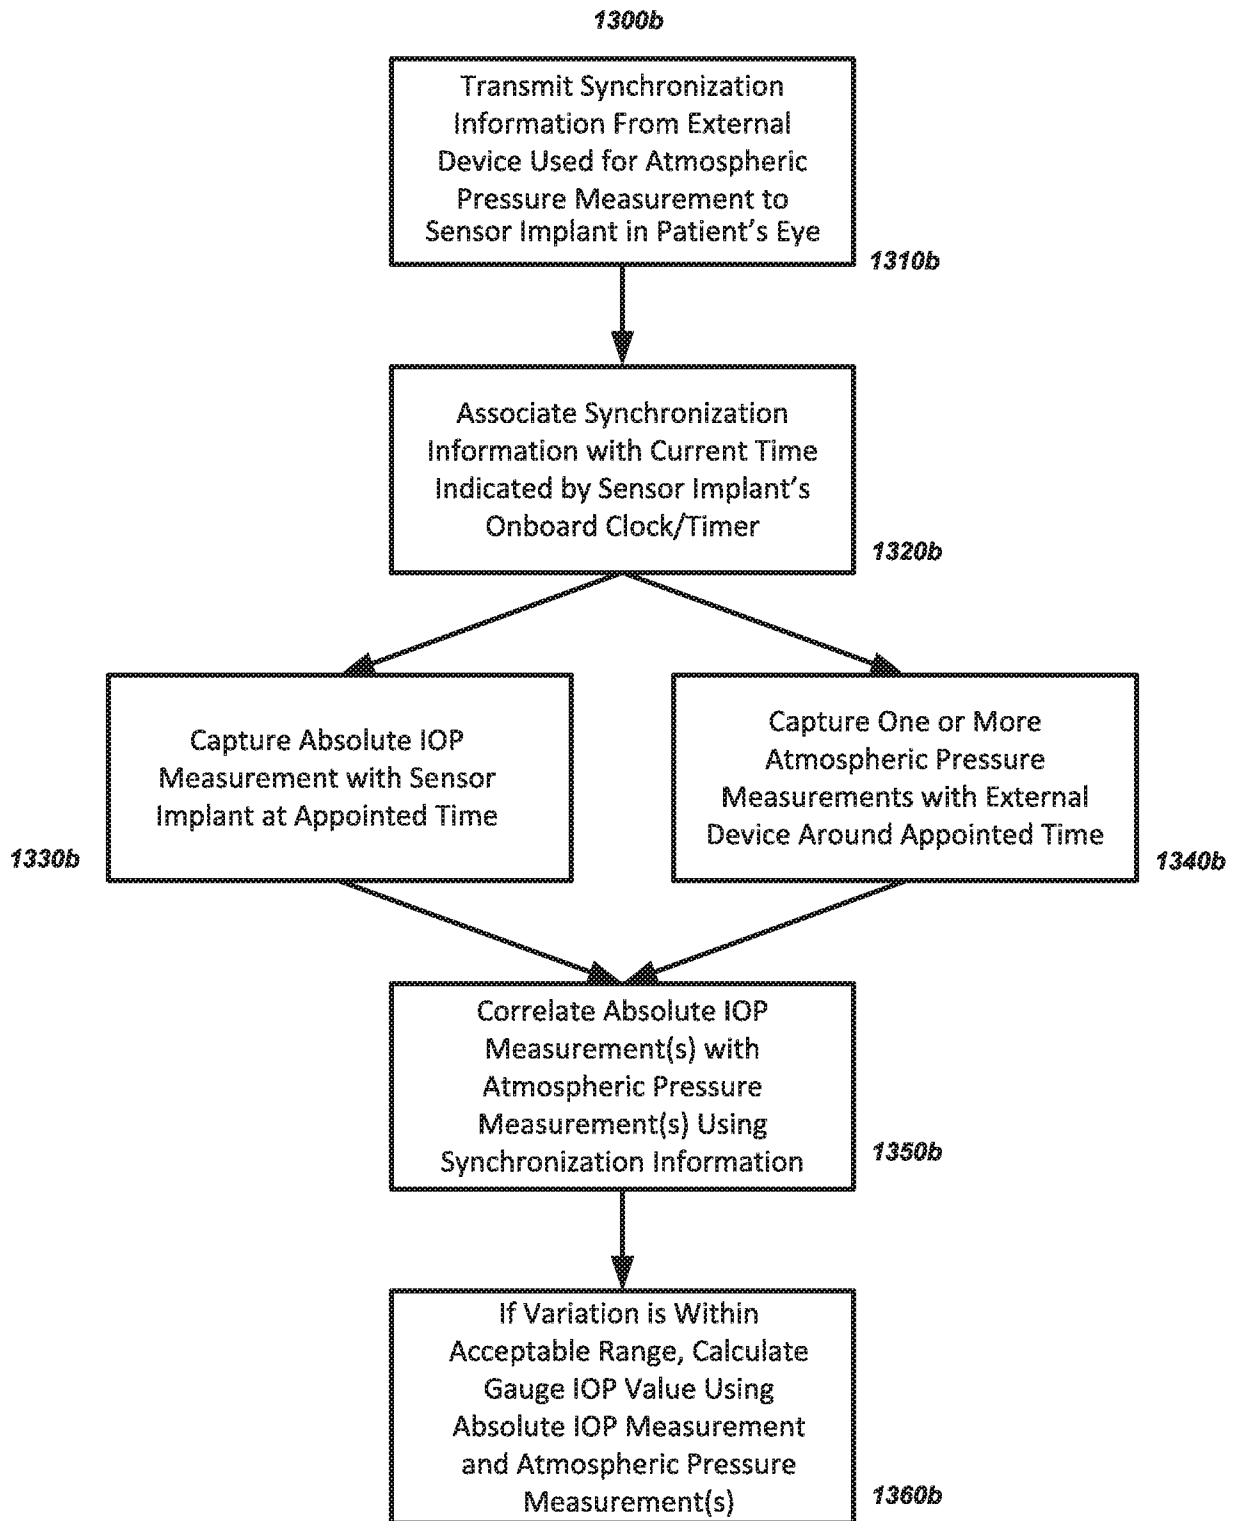 1300b
Transmit Synchronization
Information From External
Device Used for Atmospheric
Pressure Measurement to
Sensor Implant in Patient's Eye
1310b
Associate Synchronization
Information with Current Time
Indicated by Sensor Implant's
Onboard Clock/Timer
1320b
Capture Absolute IOP
Measurement with Sensor
Implant at Appointed Time
1330b
Capture One or More
Atmospheric Pressure
Measurements with External
Device Around Appointed Time
1340b
Correlate Absolute IOP
Measurement(s) with
Atmospheric Pressure
Measurement(s) Using
Synchronization Information
1350b
If Variation is Within
Acceptable Range, Calculate
Gauge IOP Value Using
Absolute IOP Measurement
and Atmospheric Pressure
Measurement(s)
1360b